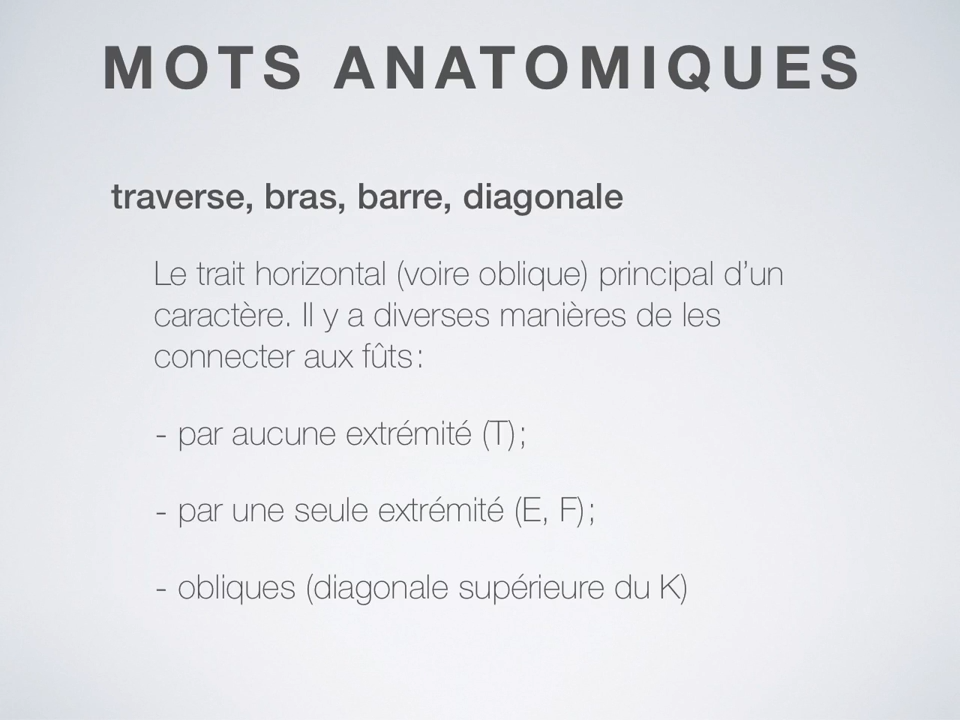 MOTS ANATOMIQUES
traverse, bras, barre, diagonale
Le trait horizontal (voire oblique) principal d’un
caractère. Il y a diverses manières de les
connecter aux fûts :
- par aucune extrémité (T) ;
- par une seule extrémité (E, F) ;
- obliques (diagonale supérieure du K)